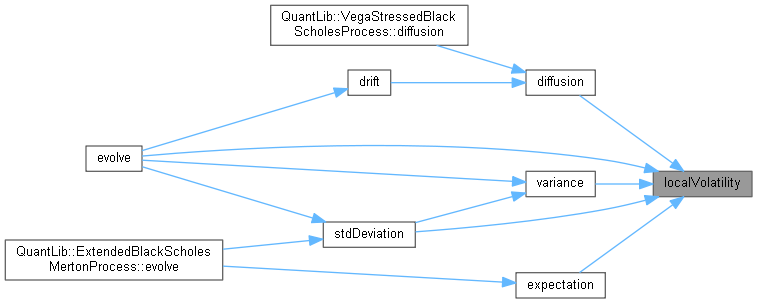 QuantLib::VegaStressedBlack
ScholesProcess::diffusion
drift
diffusion
evolve
variance
localVolatility
stdDeviation
QuantLib::ExtendedBlackScholes
MertonProcess::evolve
expectation